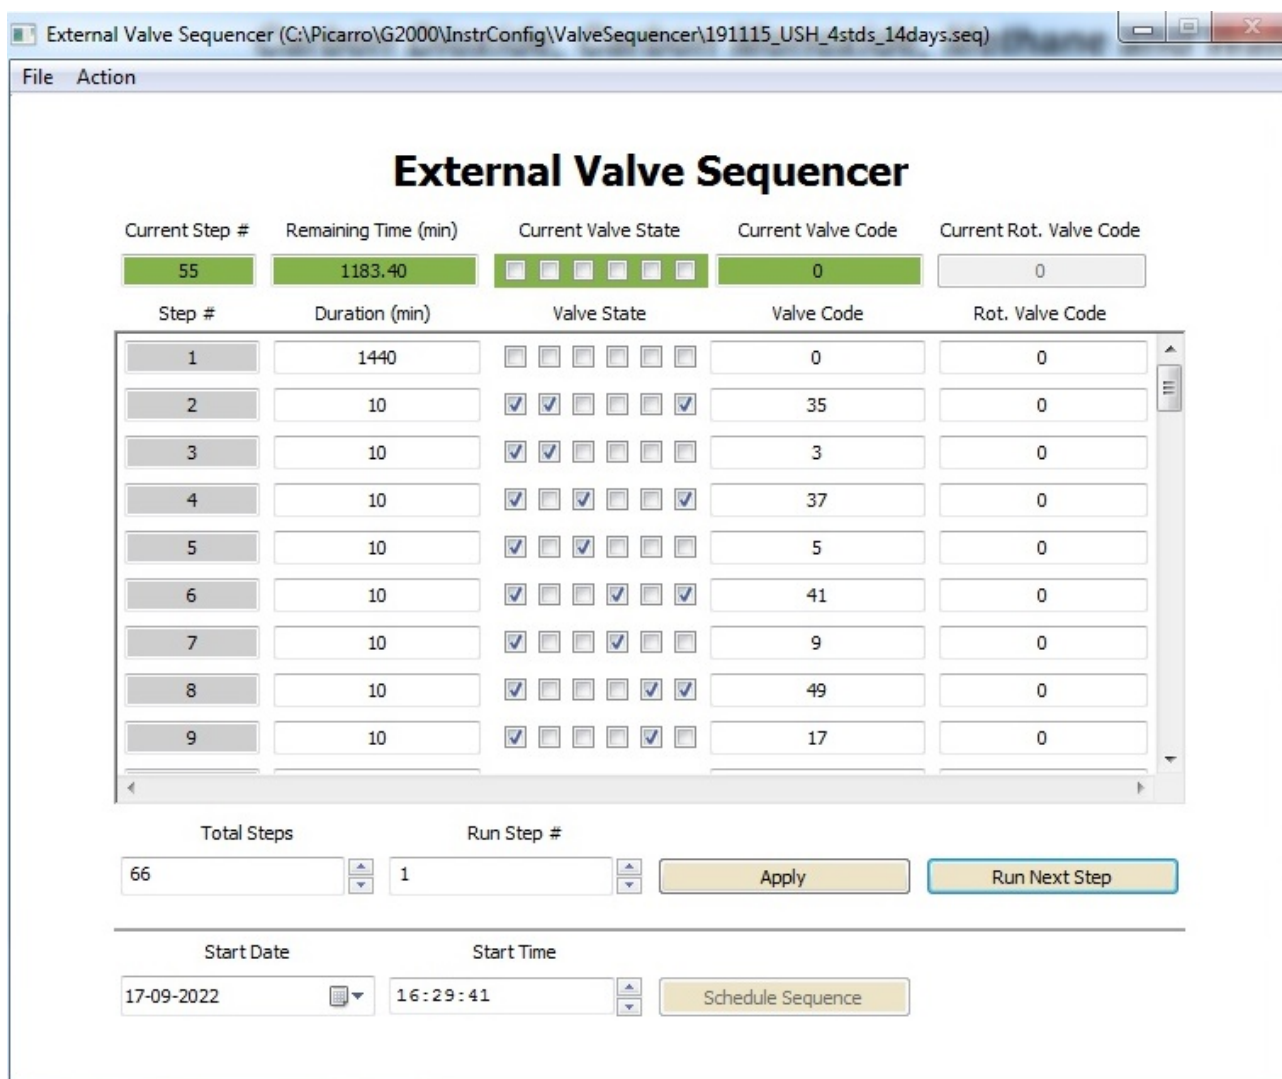 External Valve Sequencer (C:\Picarro\G2000\InstrConfig\ValveSequencer\191115_USH_4stds_14days.seq)
File Action
External Valve Sequencer
Current Step # Remaining Time (min) Current Valve State Current Valve Code Current Rot. Valve Code
55 1183.40 0 0
Step # Duration (min) Valve State Valve Code Rot. Valve Code
1 1440 0 0
2 10 35 0
3 10 3 0
4 10 37 0
5 10 5 0
6 10 41 0
7 10 9 0
8 10 49 0
9 10 17 0
Total Steps Run Step #
66 1 Apply Run Next Step
Start Date Start Time
17-09-2022 16:29:41 Schedule Sequence